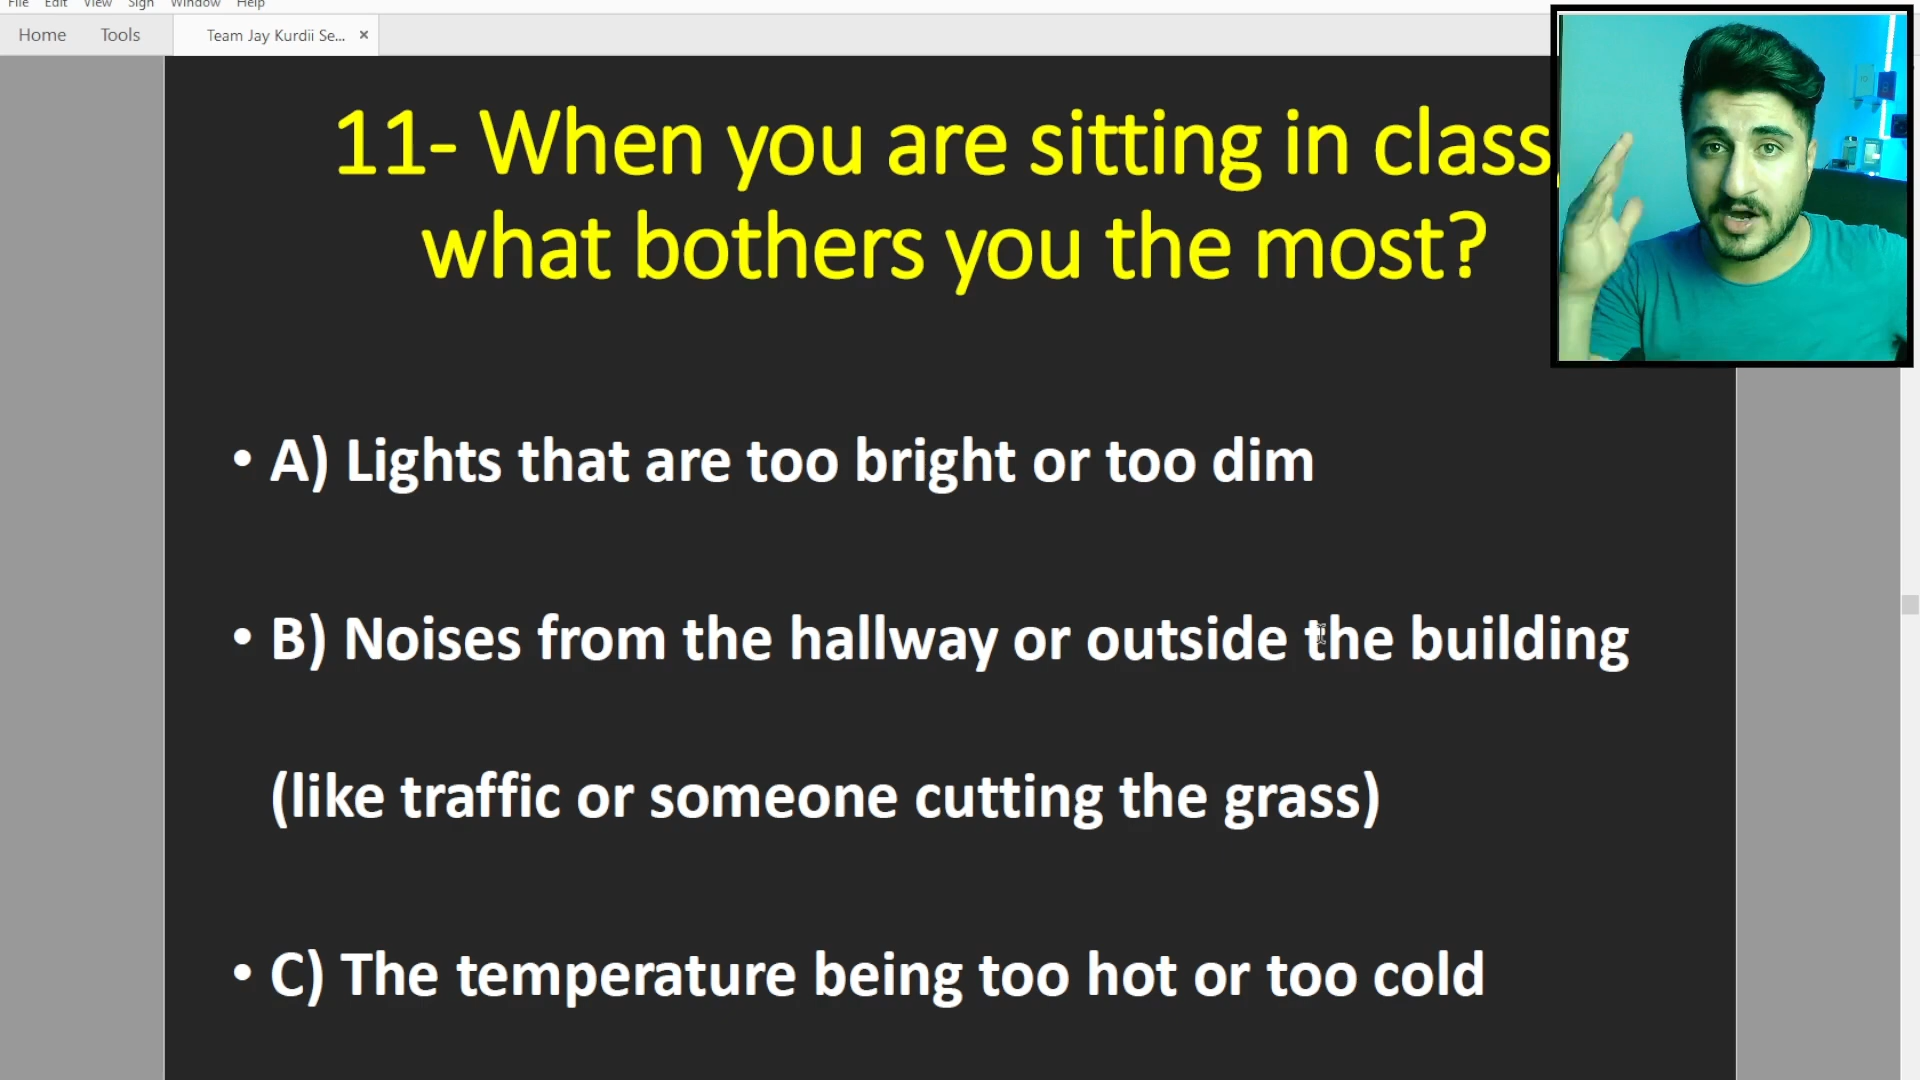 File Edit View Sign Window Help
Home Tools Team Jay Kurdii Se... ×
11- When you are sitting in class,
what bothers you the most?
• A) Lights that are too bright or too dim
• B) Noises from the hallway or outside the building
(like traffic or someone cutting the grass)
• C) The temperature being too hot or too cold